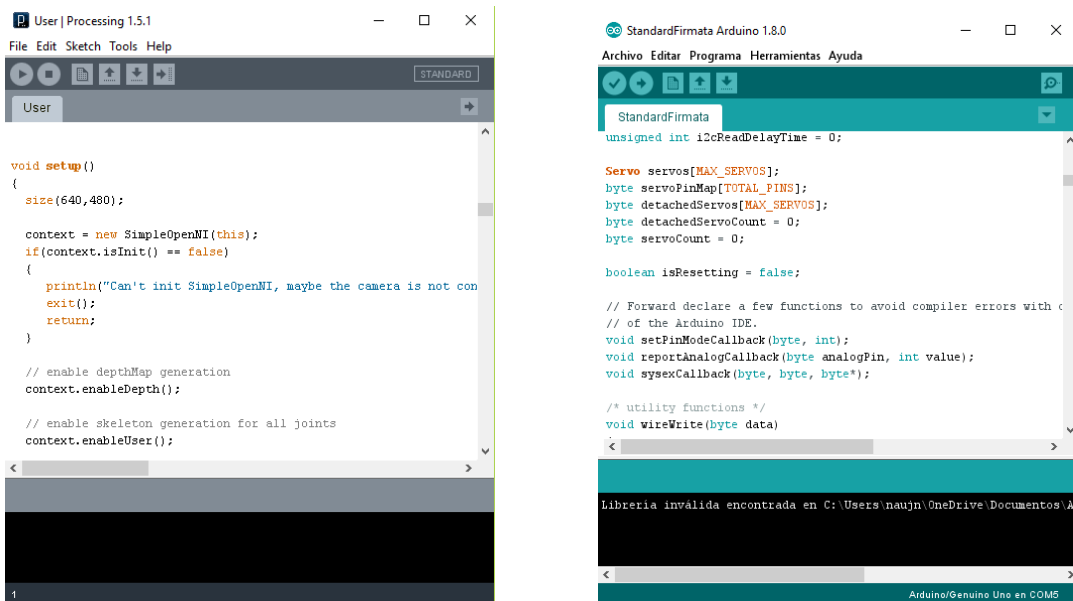 User | Processing 1.5.1
File Edit Sketch Tools Help
STANDARD
User
void setup()
{
size(640,480);
context = new SimpleOpenNI(this);
if(context.isInit() == false)
{
println("Can't init SimpleOpenNI, maybe the camera is not con
exit();
return;
}
// enable depthMap generation
context.enableDepth();
// enable skeleton generation for all joints
context.enableUser();
1
StandardFirmata Arduino 1.8.0
Archivo Editar Programa Herramientas Ayuda
StandardFirmata
unsigned int i2cReadDelayTime = 0;
Servo servos[MAX_SERVOS];
byte servoPinMap[TOTAL_PINS];
byte detachedServos[MAX_SERVOS];
byte detachedServoCount = 0;
byte servoCount = 0;
boolean isResetting = false;
// Forward declare a few functions to avoid compiler errors with
// of the Arduino IDE.
void setPinModeCallback(byte, int);
void reportAnalogCallback(byte analogPin, int value);
void sysexCallback(byte, byte, byte*);
/* utility functions */
void wireWrite(byte data)
Librería inválida encontrada en C:\Users\naujn\OneDrive\Documentos\A
Arduino/Genuino Uno en COM5